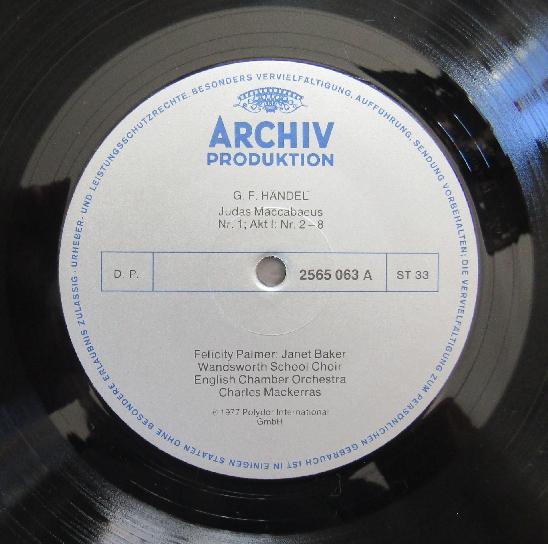 ARCHIV
PRODUKTION
G. F. HÄNDEL
Judas Maccabaeus
Nr. 1; Akt I: Nr. 2–8
D. P.
2565 063 A
ST 33
Felicity Palmer; Janet Baker
Wandsworth School Choir
English Chamber Orchestra
Charles Mackerras
℗ 1977 Polydor International
GmbH
URHEBER- UND LEISTUNGSSCHUTZRECHTE, BESONDERS VERVIELFÄLTIGUNG, AUFFÜHRUNG, SENDUNG VORBEHALTEN; DIE VERVIELFÄLTIGUNG ZUM PERSÖNLICHEN GEBRAUCH IST IN EINIGEN STAATEN OHNE BESONDERE ERLAUBNIS ZULÄSSIG ·